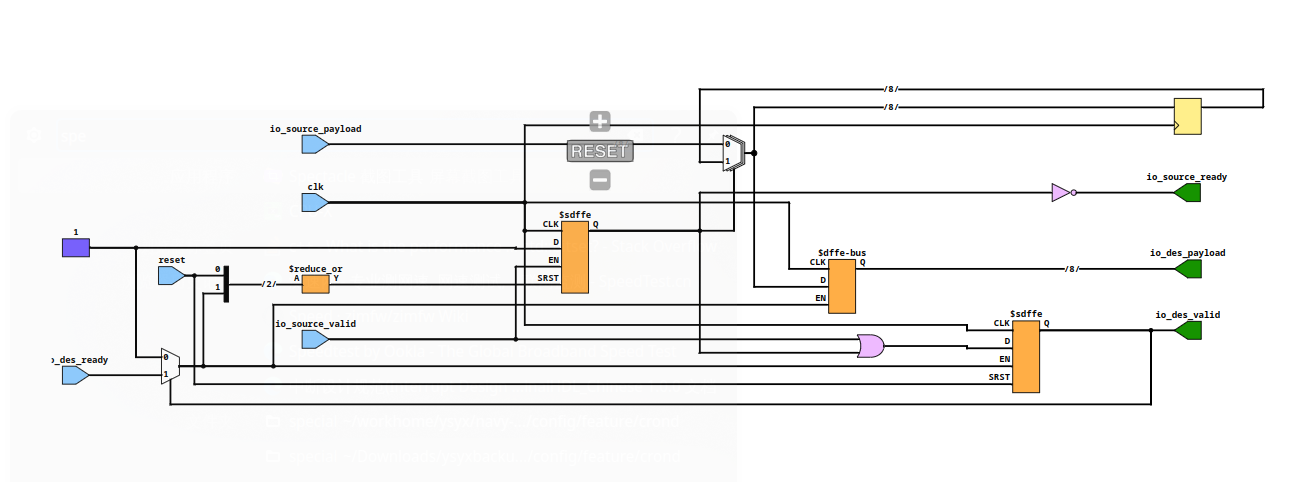 /8/
/8/
io_source_payload
0
1
RESET
io_source_ready
clk
$sdffe
CLK
Q
D
EN
SRST
1
reset
0
1
/2/
$reduce_or
A
Y
$dffe-bus
CLK
Q
D
EN
/8/
io_des_payload
io_source_valid
$sdffe
CLK
Q
D
EN
SRST
io_des_valid
o_des_ready
0
1